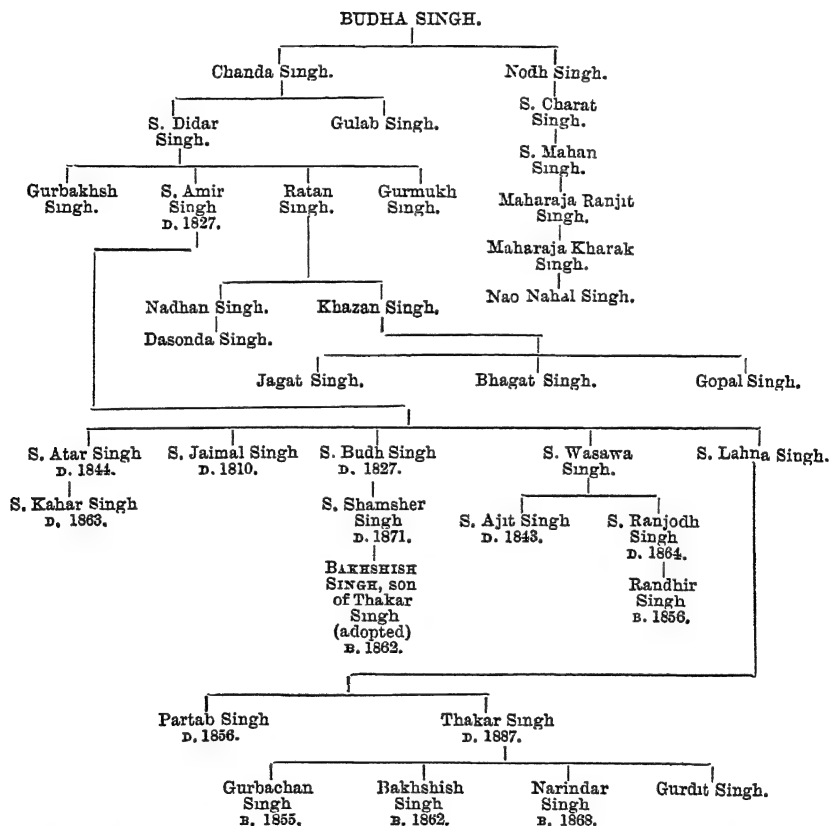 BUDHA SINGH.
Chanda Singh.
Nodh Singh.
S. Didar
Singh.
Gulab Singh.
S. Charat
Singh.
S. Mahan
Singh.
Gurbakhsh
Singh.
S. Amir
Singh
D. 1827.
Ratan
Singh.
Gurmukh
Singh.
Maharaja Ranjit
Singh.
Maharaja Kharak
Singh.
Nao Nahal Singh.
Nadhan Singh.
Khazan Singh.
Dasonda Singh.
Jagat Singh.
Bhagat Singh.
Gopal Singh.
S. Atar Singh
D. 1844.
S. Jaimal Singh
D. 1810.
S. Budh Singh
D. 1827.
S. Wasawa
Singh.
S. Lahna Singh.
S. Kahar Singh
D. 1863.
S. Shamsher
Singh
D. 1871.
S. Ajit Singh
D. 1843.
S. Ranjodh
Singh
D. 1864.
BAKHSHISH
SINGH, son
of Thakar
Singh
(adopted)
B. 1862.
Randhir
Singh
B. 1856.
Partab Singh
D. 1856.
Thakar Singh
D. 1887.
Gurbachan
Singh
B. 1855.
Bakhshish
Singh
B. 1862.
Narindar
Singh
B. 1868.
Gurdit Singh.